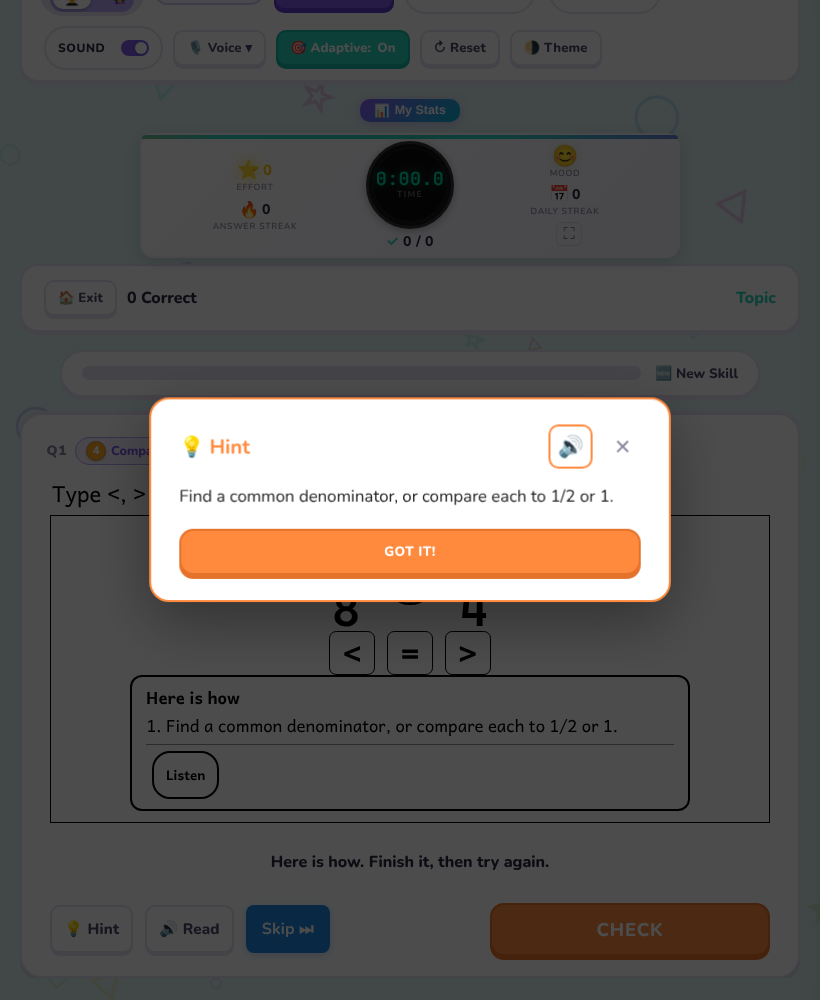 SOUND
🎙️ Voice ▾
🎯 Adaptive: On
↻ Reset
🌗 Theme
📊 My Stats
⭐ 0
EFFORT
🔥 0
ANSWER STREAK
0:00.0
TIME
✓ 0 / 0
😊
MOOD
📅 0
DAILY STREAK
🏠 Exit
0 Correct
Topic
🆕 New Skill
Q1
4
Type <, >
💡 Hint
🔊
✕
Find a common denominator, or compare each to 1/2 or 1.
GOT IT!
8
4
< = >
Here is how
1. Find a common denominator, or compare each to 1/2 or 1.
Listen
Here is how. Finish it, then try again.
💡 Hint
🔊 Read
Skip ⏭
CHECK